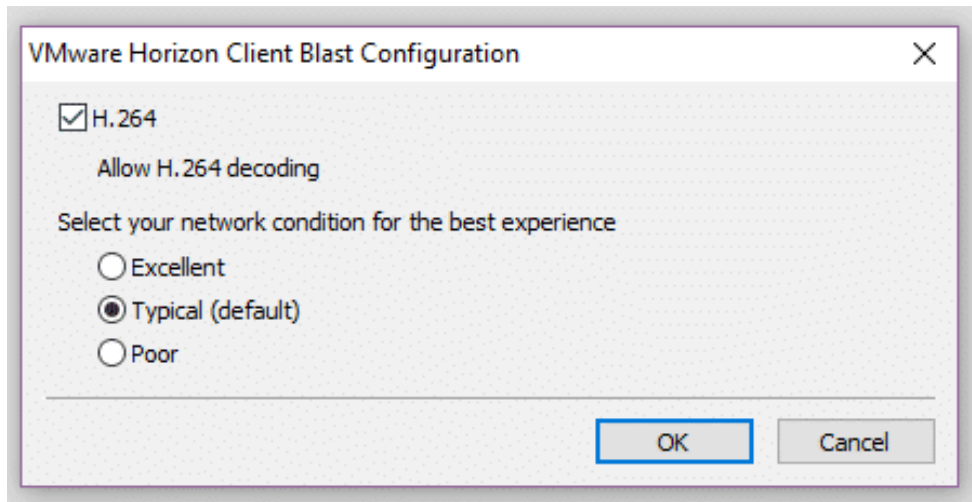 VMware Horizon Client Blast Configuration
H.264
Allow H.264 decoding
Select your network condition for the best experience
Excellent
Typical (default)
Poor
OK Cancel